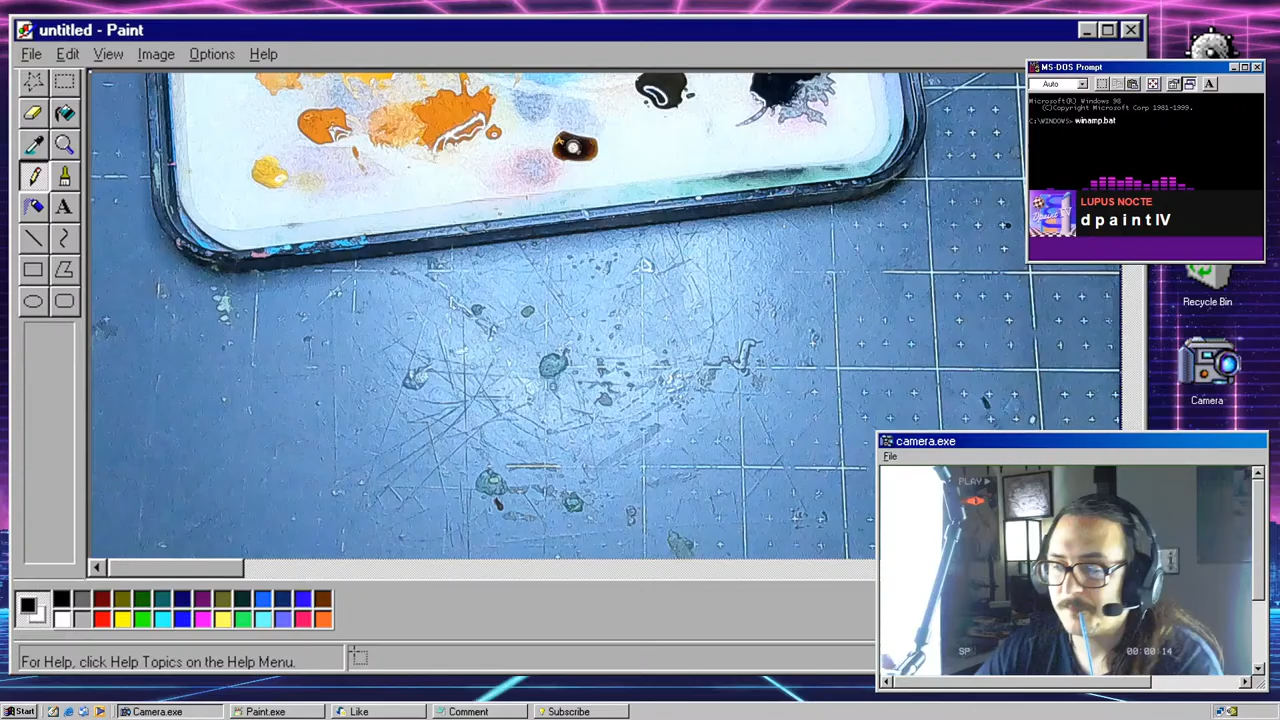 untitled - Paint
File Edit View Image Options Help
MS-DOS Prompt
Auto
A
Microsoft(R) Windows 98
(C)Copyright Microsoft Corp 1981-1999.
C:\WINDOWS> winamp.bat
LUPUS NOCTE
dpaintIV
Recycle Bin
Camera
camera.exe
File
PLAY
SP
00:00:14
A
For Help, click Help Topics on the Help Menu.
Start
Camera.exe
Paint.exe
Like
Comment
Subscribe